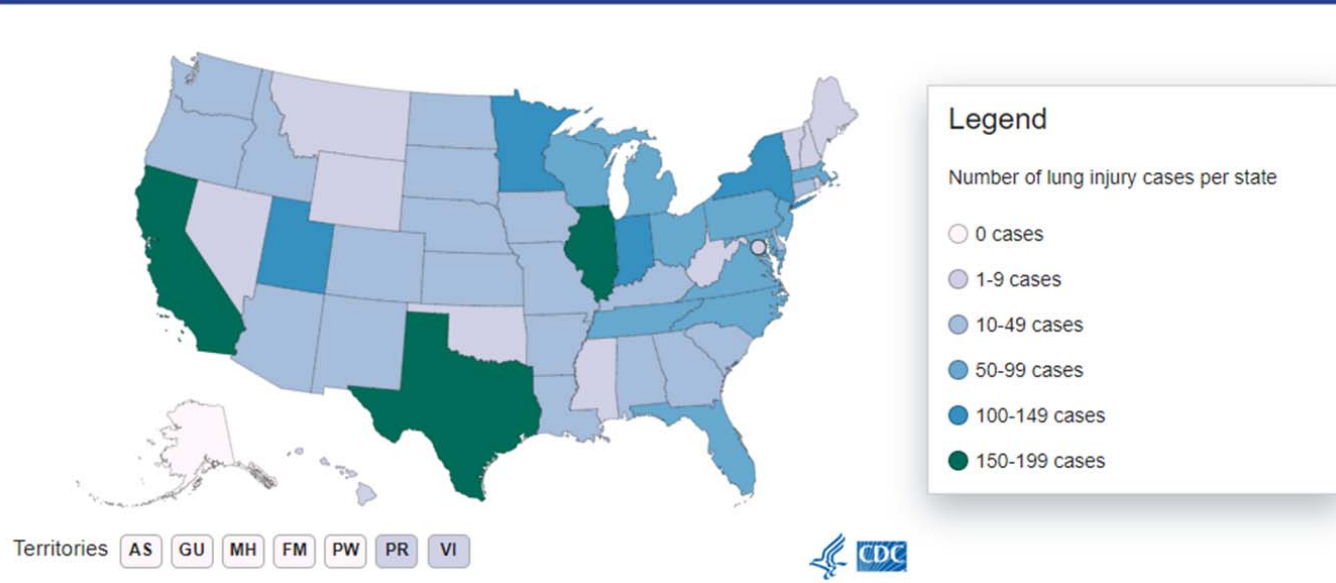 Legend
Number of lung injury cases per state
0 cases
1-9 cases
10-49 cases
50-99 cases
100-149 cases
150-199 cases
Territories AS GU MH FM PW PR VI
CDC